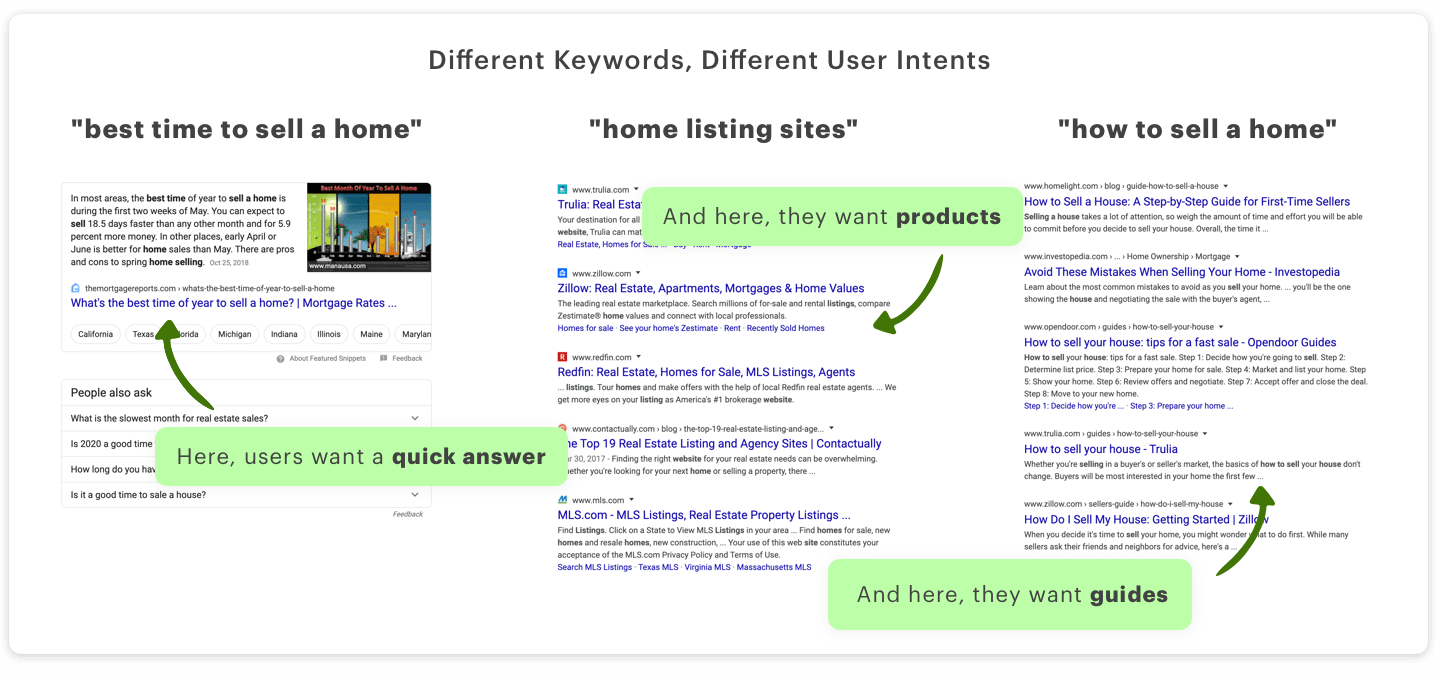 Different Keywords, Different User Intents
"best time to sell a home"
In most areas, the best time of year to sell a home is
during the first two weeks of May. You can expect to
sell 18.5 days faster than any other month and for 5.9
percent more money. In other places, early April or
June is better for home sales than May. There are pros
and cons to spring home selling. Oct 25, 2018
Best Month Of Year To Sell A Home
www.manausa.com
themortgagereports.com › whats-the-best-time-of-year-to-sell-a-home
What's the best time of year to sell a home? | Mortgage Rates ...
California
Texas
Michigan
Indiana
Illinois
Maine
About Featured Snippets
Feedback
People also ask
What is the slowest month for real estate sales?
Is 2020 a good time
How long do you hav
Is it a good time to sale a house?
Feedback
Here, users want a quick answer
"home listing sites"
www.trulia.com
Trulia: Real Esta
Your destination for all
website, Trulia can mat
Real Estate, Homes for
And here, they want products
www.zillow.com
Zillow: Real Estate, Apartments, Mortgages & Home Values
The leading real estate marketplace. Search millions of for-sale and rental listings, compare
Zestimate® home values and connect with local professionals.
Homes for sale · See your home's Zestimate · Rent · Recently Sold Homes
www.redfin.com
Redfin: Real Estate, Homes for Sale, MLS Listings, Agents
... listings. Tour homes and make offers with the help of local Redfin real estate agents. ... We
get more eyes on your listing as America's #1 brokerage website.
www.contactually.com › blog › the-top-19-real-estate-listing-and-age...
he Top 19 Real Estate Listing and Agency Sites | Contactually
30, 2017 - Finding the right website for your real estate needs can be overwhelming.
hether you're looking for your next home or selling a property, there ...
www.mls.com
MLS.com - MLS Listings, Real Estate Property Listings ...
Find Listings. Click on a State to View MLS Listings in your area ... Find homes for sale, new
homes and resale homes, new construction, ... Your use of this web site constitutes your
acceptance of the MLS.com Privacy Policy and Terms of Use.
Search MLS Listings · Texas MLS · Virginia MLS · Massachusetts MLS
"how to sell a home"
www.homelight.com › blog › guide-how-to-sell-a-house
How to Sell a House: A Step-by-Step Guide for First-Time Sellers
Selling a house takes a lot of attention, so weigh the amount of time and effort you will be able
to commit before you decide to sell your house. Overall, the time it ...
www.investopedia.com › ... › Home Ownership › Mortgage
Avoid These Mistakes When Selling Your Home - Investopedia
Learn about the most common mistakes to avoid as you sell your home. ... you'll be the one
showing the house and negotiating the sale with the buyer's agent, ...
www.opendoor.com › guides › how-to-sell-your-house
How to sell your house: tips for a fast sale - Opendoor Guides
How to sell your house: tips for a fast sale. Step 1: Decide how you're going to sell. Step 2:
Determine list price. Step 3: Prepare your home for sale. Step 4: Market and list your home. Step
5: Show your home. Step 6: Review offers and negotiate. Step 7: Accept offer and close the deal.
Step 8: Move to your new home.
Step 1: Decide how you're ... · Step 3: Prepare your home ...
www.trulia.com › guides › how-to-sell-your-house
How to sell your house - Trulia
Whether you're selling in a buyer's or seller's market, the basics of how to sell your house don't
change. Buyers will be most interested in your home the first few ...
www.zillow.com › sellers-guide › how-do-i-sell-my-house
How Do I Sell My House: Getting Started | Zillow
When you decide it's time to sell your home, you might wonder what to do first. While many
sellers ask their friends and neighbors for advice, here's a ...
And here, they want guides